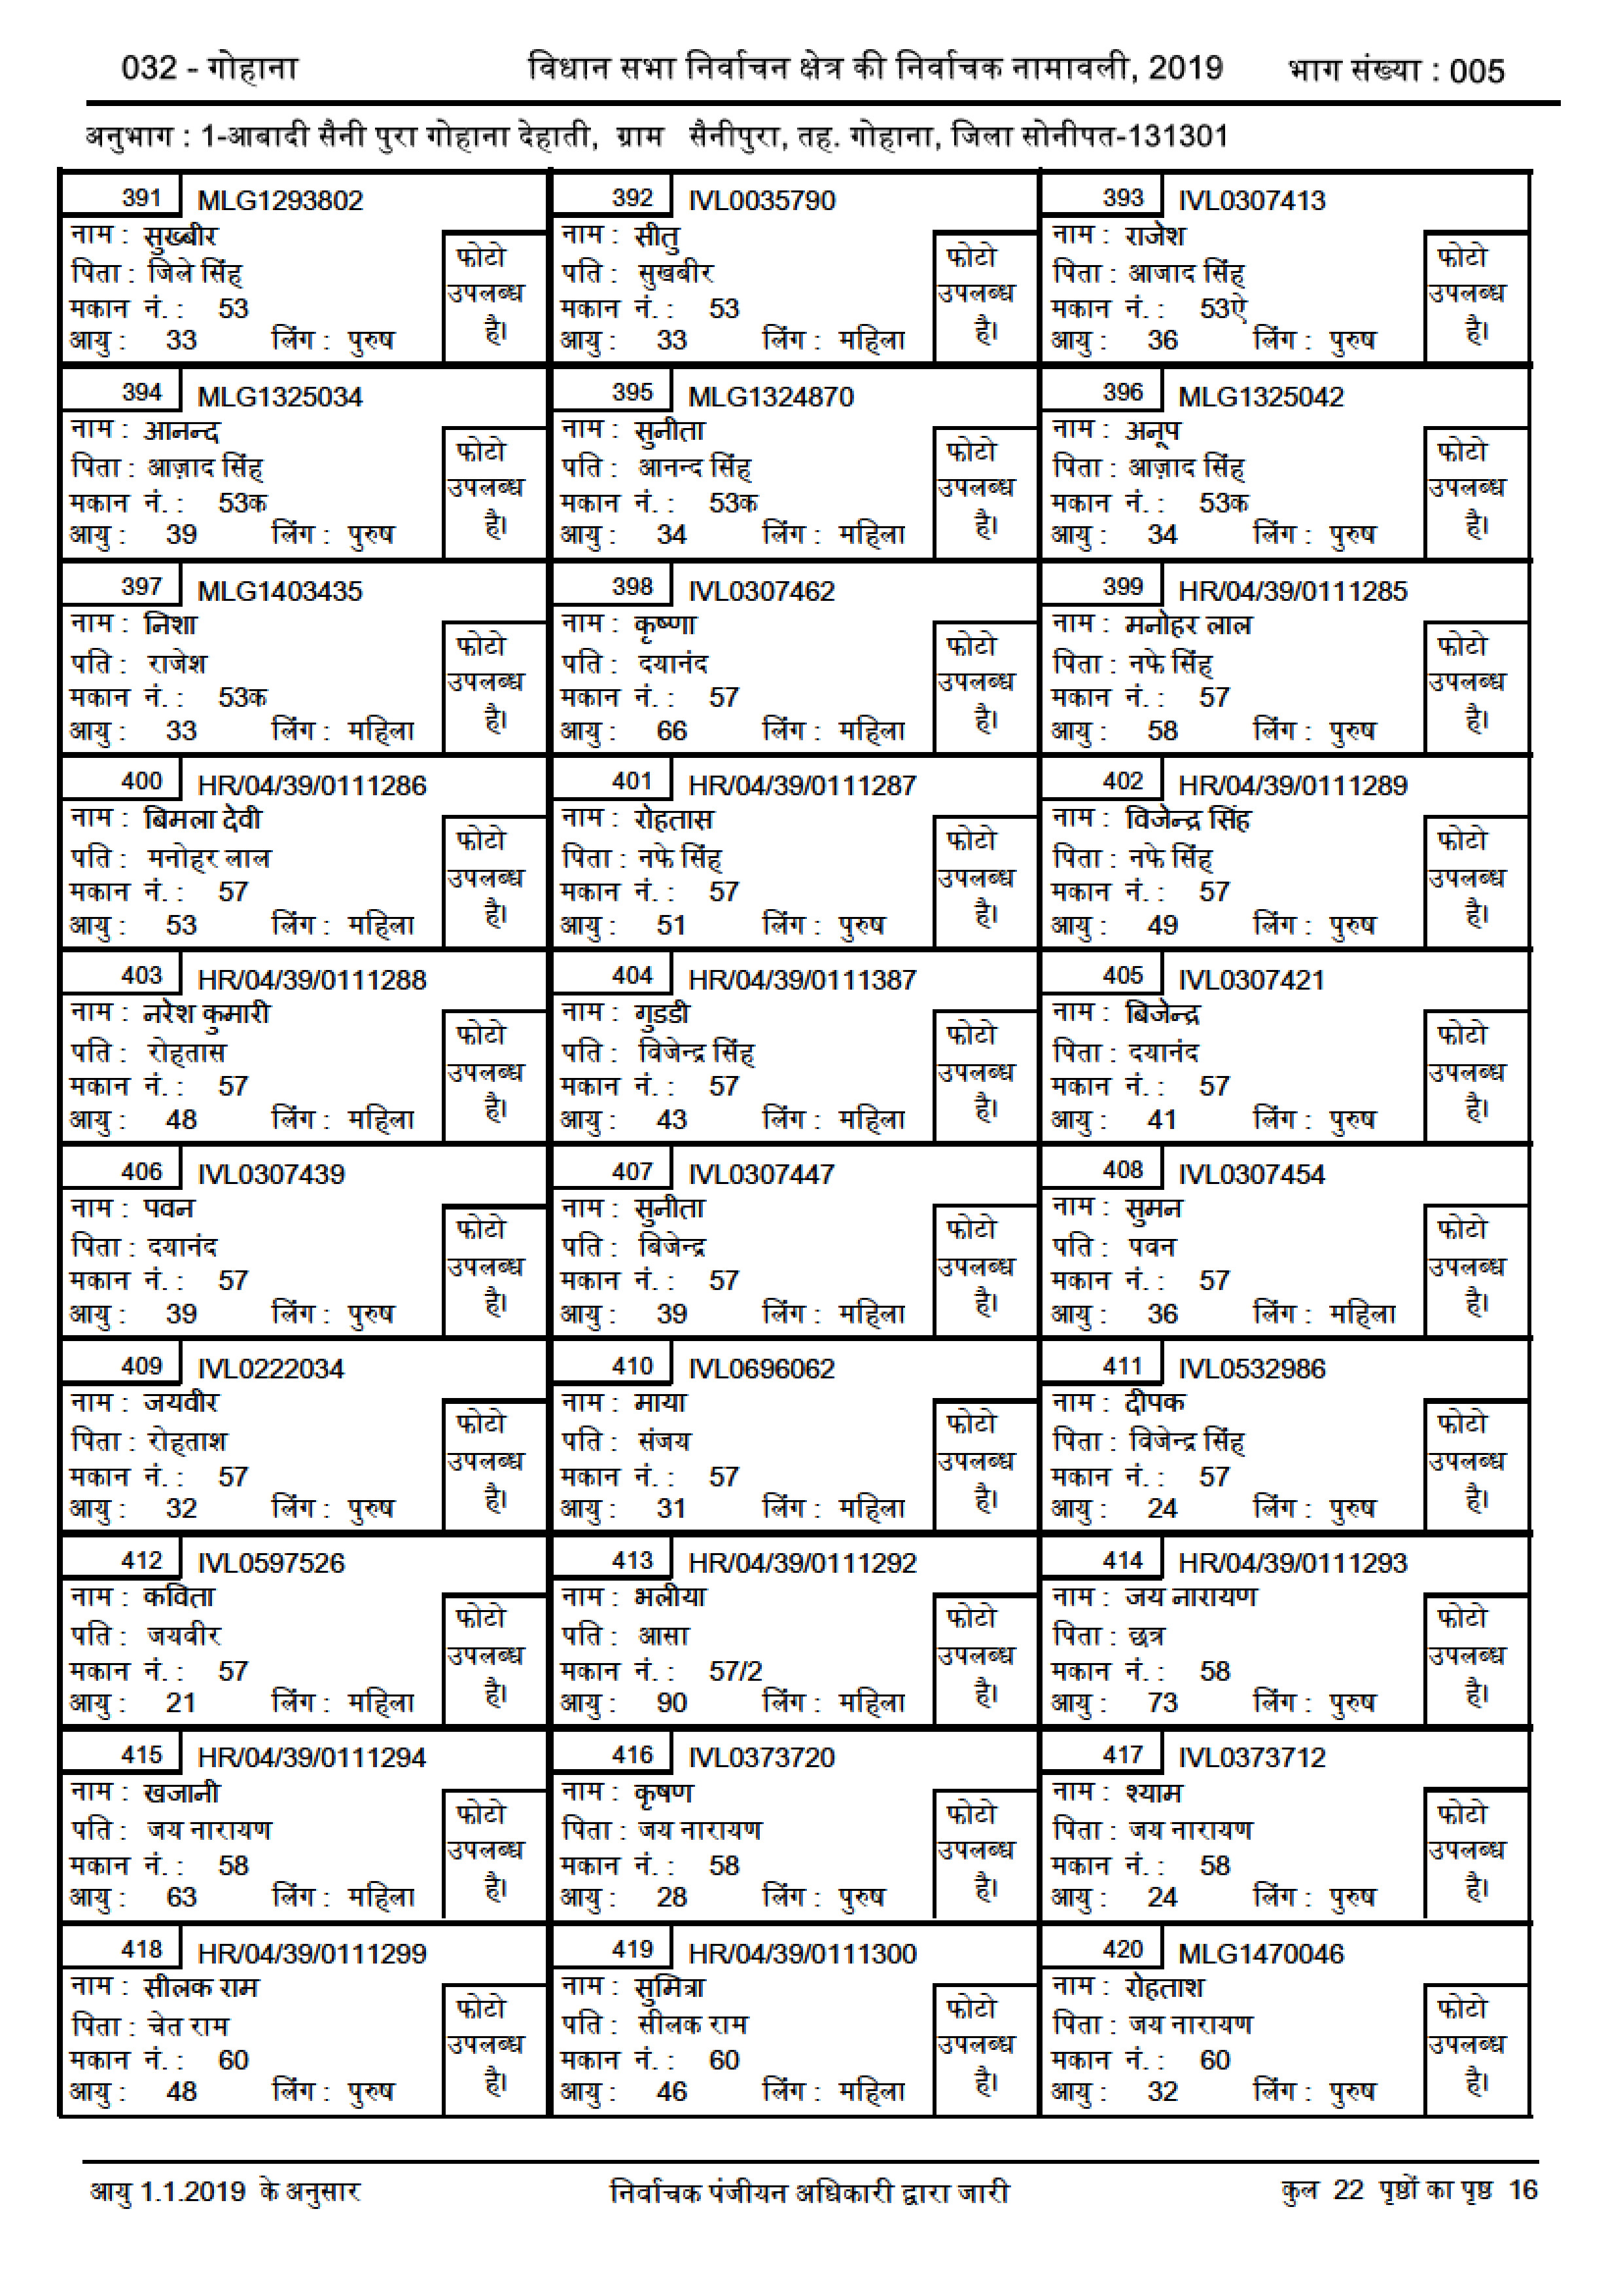 032 - गोहाना विधान सभा निर्वाचन क्षेत्र की निर्वाचक नामावली, 2019 भाग संख्या : 005
अनुभाग : 1-आबादी सैनी पुरा गोहाना देहाती, ग्राम सैनीपुरा, तह. गोहाना, जिला सोनीपत-131301
391 MLG1293802
नाम : सुख्बीर
पिता : जिले सिंह
मकान नं. : 53
आयु : 33 लिंग : पुरुष
फोटो
उपलब्ध
है।
392 IVL0035790
नाम : सीतु
पति : सुखबीर
मकान नं. : 53
आयु : 33 लिंग : महिला
फोटो
उपलब्ध
है।
393 IVL0307413
नाम : राजेश
पिता : आजाद सिंह
मकान नं. : 53ऐ
आयु : 36 लिंग : पुरुष
फोटो
उपलब्ध
है।
394 MLG1325034
नाम : आनन्द
पिता : आज़ाद सिंह
मकान नं. : 53क
आयु : 39 लिंग : पुरुष
फोटो
उपलब्ध
है।
395 MLG1324870
नाम : सुनीता
पति : आनन्द सिंह
मकान नं. : 53क
आयु : 34 लिंग : महिला
फोटो
उपलब्ध
है।
396 MLG1325042
नाम : अनूप
पिता : आज़ाद सिंह
मकान नं. : 53क
आयु : 34 लिंग : पुरुष
फोटो
उपलब्ध
है।
397 MLG1403435
नाम : निशा
पति : राजेश
मकान नं. : 53क
आयु : 33 लिंग : महिला
फोटो
उपलब्ध
है।
398 IVL0307462
नाम : कृष्णा
पति : दयानंद
मकान नं. : 57
आयु : 66 लिंग : महिला
फोटो
उपलब्ध
है।
399 HR/04/39/0111285
नाम : मनोहर लाल
पिता : नफे सिंह
मकान नं. : 57
आयु : 58 लिंग : पुरुष
फोटो
उपलब्ध
है।
400 HR/04/39/0111286
नाम : बिमला देवी
पति : मनोहर लाल
मकान नं. : 57
आयु : 53 लिंग : महिला
फोटो
उपलब्ध
है।
401 HR/04/39/0111287
नाम : रोहतास
पिता : नफे सिंह
मकान नं. : 57
आयु : 51 लिंग : पुरुष
फोटो
उपलब्ध
है।
402 HR/04/39/0111289
नाम : विजेन्द्र सिंह
पिता : नफे सिंह
मकान नं. : 57
आयु : 49 लिंग : पुरुष
फोटो
उपलब्ध
है।
403 HR/04/39/0111288
नाम : नरेश कुमारी
पति : रोहतास
मकान नं. : 57
आयु : 48 लिंग : महिला
फोटो
उपलब्ध
है।
404 HR/04/39/0111387
नाम : गुडडी
पति : विजेन्द्र सिंह
मकान नं. : 57
आयु : 43 लिंग : महिला
फोटो
उपलब्ध
है।
405 IVL0307421
नाम : बिजेन्द्र
पिता : दयानंद
मकान नं. : 57
आयु : 41 लिंग : पुरुष
फोटो
उपलब्ध
है।
406 IVL0307439
नाम : पवन
पिता : दयानंद
मकान नं. : 57
आयु : 39 लिंग : पुरुष
फोटो
उपलब्ध
है।
407 IVL0307447
नाम : सुनीता
पति : बिजेन्द्र
मकान नं. : 57
आयु : 39 लिंग : महिला
फोटो
उपलब्ध
है।
408 IVL0307454
नाम : सुमन
पति : पवन
मकान नं. : 57
आयु : 36 लिंग : महिला
फोटो
उपलब्ध
है।
409 IVL0222034
नाम : जयवीर
पिता : रोहताश
मकान नं. : 57
आयु : 32 लिंग : पुरुष
फोटो
उपलब्ध
है।
410 IVL0696062
नाम : माया
पति : संजय
मकान नं. : 57
आयु : 31 लिंग : महिला
फोटो
उपलब्ध
है।
411 IVL0532986
नाम : दीपक
पिता : विजेन्द्र सिंह
मकान नं. : 57
आयु : 24 लिंग : पुरुष
फोटो
उपलब्ध
है।
412 IVL0597526
नाम : कविता
पति : जयवीर
मकान नं. : 57
आयु : 21 लिंग : महिला
फोटो
उपलब्ध
है।
413 HR/04/39/0111292
नाम : भलीया
पति : आसा
मकान नं. : 57/2
आयु : 90 लिंग : महिला
फोटो
उपलब्ध
है।
414 HR/04/39/0111293
नाम : जय नारायण
पिता : छत्र
मकान नं. : 58
आयु : 73 लिंग : पुरुष
फोटो
उपलब्ध
है।
415 HR/04/39/0111294
नाम : खजानी
पति : जय नारायण
मकान नं. : 58
आयु : 63 लिंग : महिला
फोटो
उपलब्ध
है।
416 IVL0373720
नाम : कृषण
पिता : जय नारायण
मकान नं. : 58
आयु : 28 लिंग : पुरुष
फोटो
उपलब्ध
है।
417 IVL0373712
नाम : श्याम
पिता : जय नारायण
मकान नं. : 58
आयु : 24 लिंग : पुरुष
फोटो
उपलब्ध
है।
418 HR/04/39/0111299
नाम : सीलक राम
पिता : चेत राम
मकान नं. : 60
आयु : 48 लिंग : पुरुष
फोटो
उपलब्ध
है।
419 HR/04/39/0111300
नाम : सुमित्रा
पति : सीलक राम
मकान नं. : 60
आयु : 46 लिंग : महिला
फोटो
उपलब्ध
है।
420 MLG1470046
नाम : रोहताश
पिता : जय नारायण
मकान नं. : 60
आयु : 32 लिंग : पुरुष
फोटो
उपलब्ध
है।
आयु 1.1.2019 के अनुसार निर्वाचक पंजीयन अधिकारी द्वारा जारी कुल 22 पृष्ठों का पृष्ठ 16